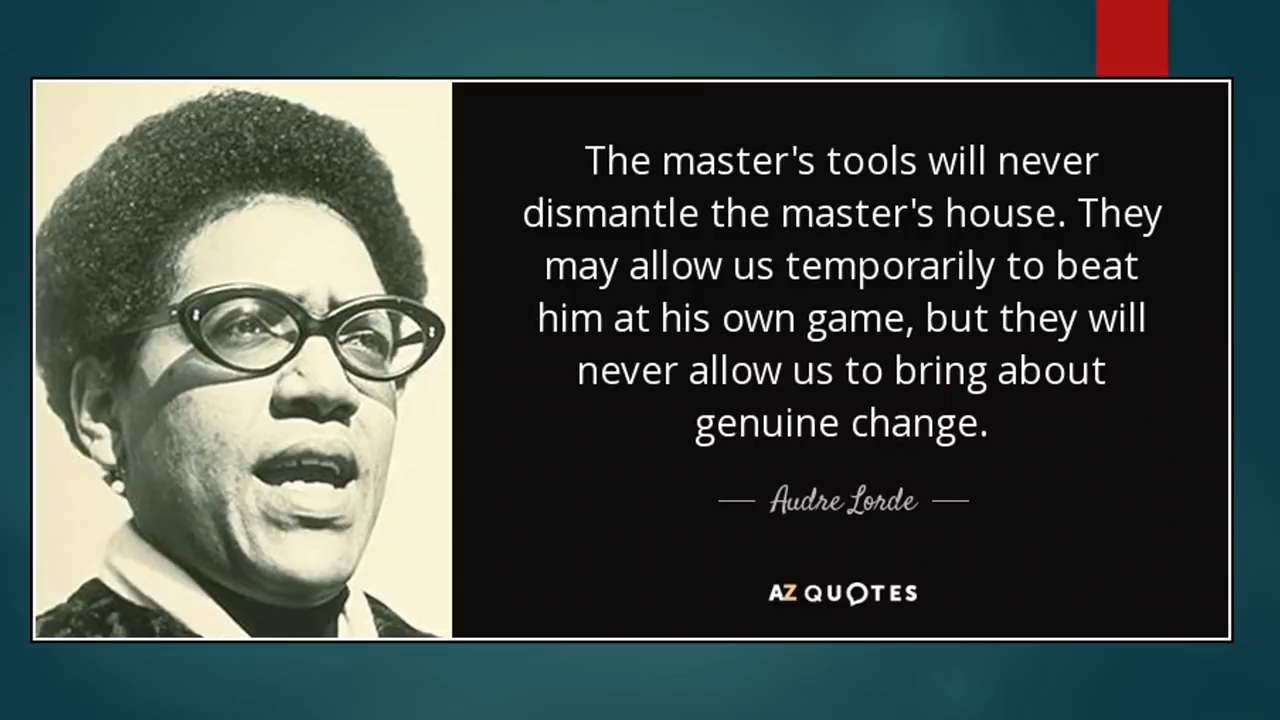 The master's tools will never
dismantle the master's house. They
may allow us temporarily to beat
him at his own game, but they will
never allow us to bring about
genuine change.
Audre Lorde
AZ QUOTES